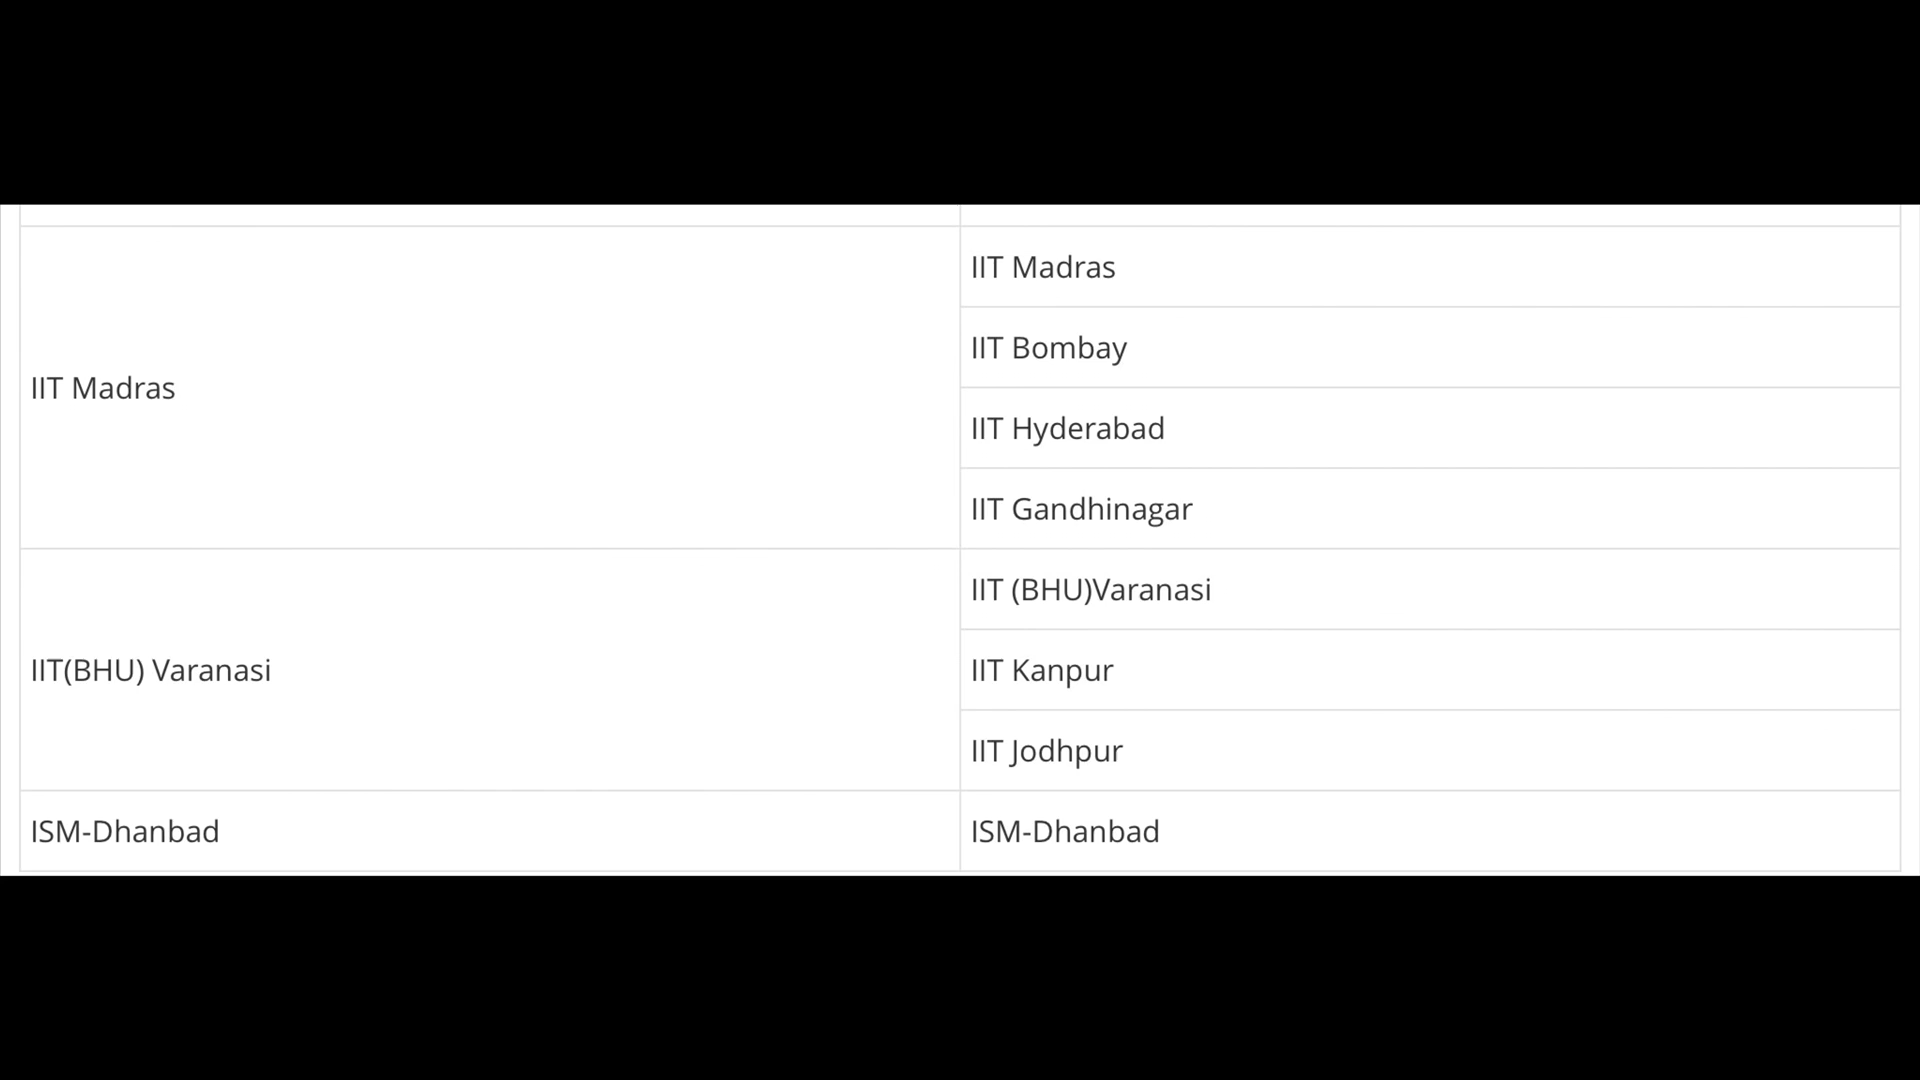 IIT Madras
IIT Madras
IIT Bombay
IIT Hyderabad
IIT Gandhinagar
IIT(BHU) Varanasi
IIT (BHU)Varanasi
IIT Kanpur
IIT Jodhpur
ISM-Dhanbad
ISM-Dhanbad